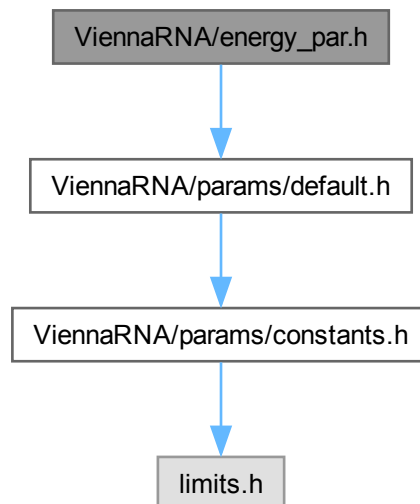 ViennaRNA/energy_par.h
ViennaRNA/params/default.h
ViennaRNA/params/constants.h
limits.h